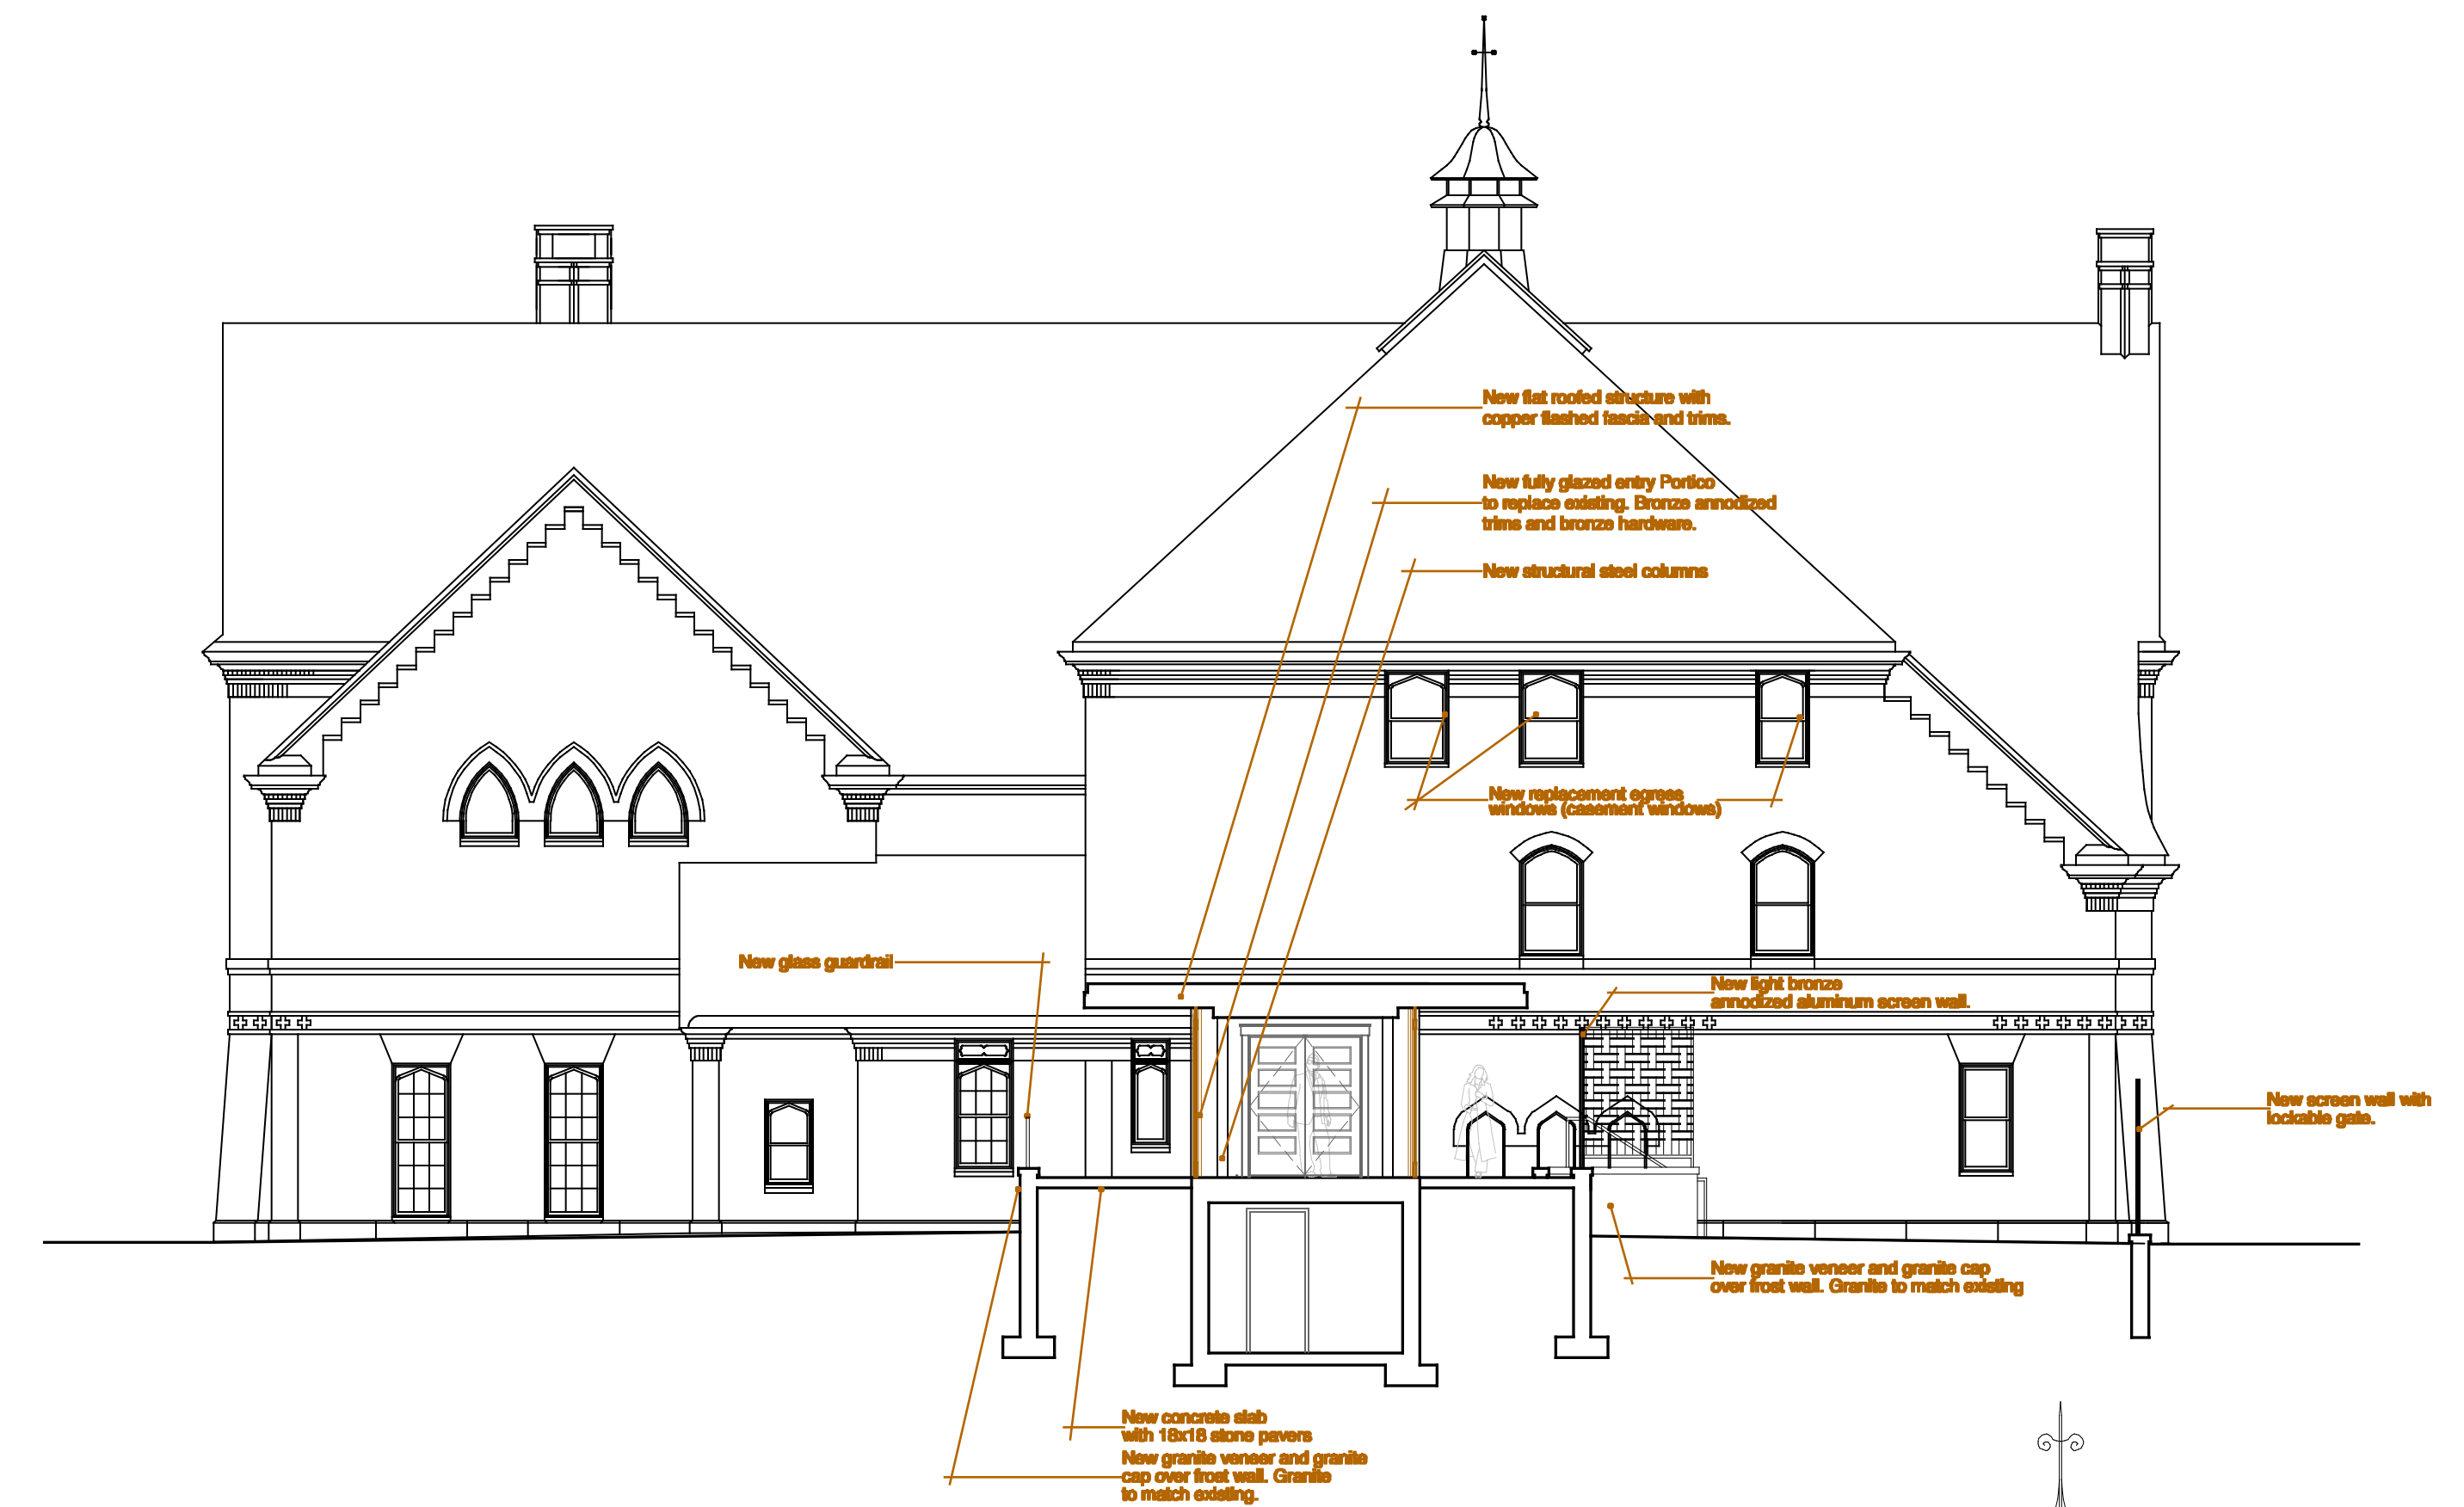 New flat roofed structure with
copper flashed fascia and trims.
New fully glazed entry Portico
to replace existing. Bronze annodized
trims and bronze hardware.
New structural steel columns
New replacement egress
windows (casement windows)
New glass guardrail
New light bronze
annodized aluminum screen wall.
New screen wall with
lockable gate.
New granite veneer and granite cap
over frost wall. Granite to match existing
New concrete slab
with 18x18 stone pavers
New granite veneer and granite
cap over frost wall. Granite
to match existing.